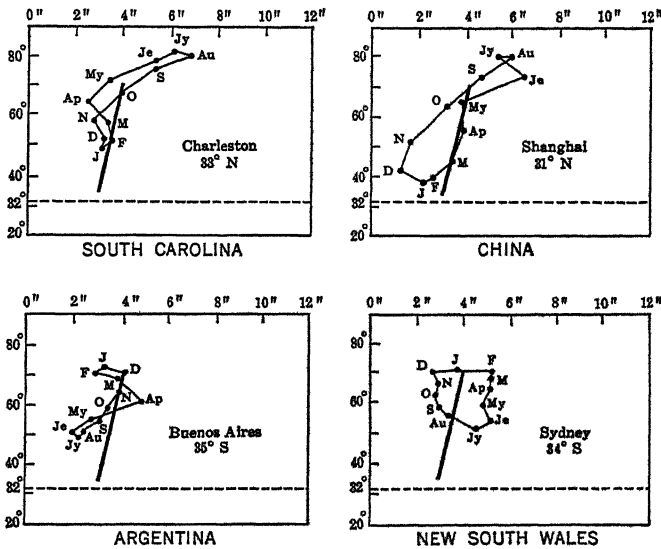 0" 2" 4" 6" 8" 10" 12"
80°
60°
40°
32°
20°
Jy
Je
Au
S
My
Ap
O
N
M
D
F
J
Charleston
33° N
SOUTH CAROLINA
0" 2" 4" 6" 8" 10" 12"
80°
60°
40°
32°
20°
Jy
Au
S
Je
O
My
Ap
N
D
M
J
F
Shanghai
31° N
CHINA
0" 2" 4" 6" 8" 10" 12"
80°
60°
40°
32°
20°
J
F
D
M
N
O
Ap
My
Je
S
Au
Jy
Buenos Aires
35° S
ARGENTINA
0" 2" 4" 6" 8" 10" 12"
80°
60°
40°
32°
20°
D
J
F
N
M
O
Ap
S
My
Au
Je
Jy
Sydney
34° S
NEW SOUTH WALES